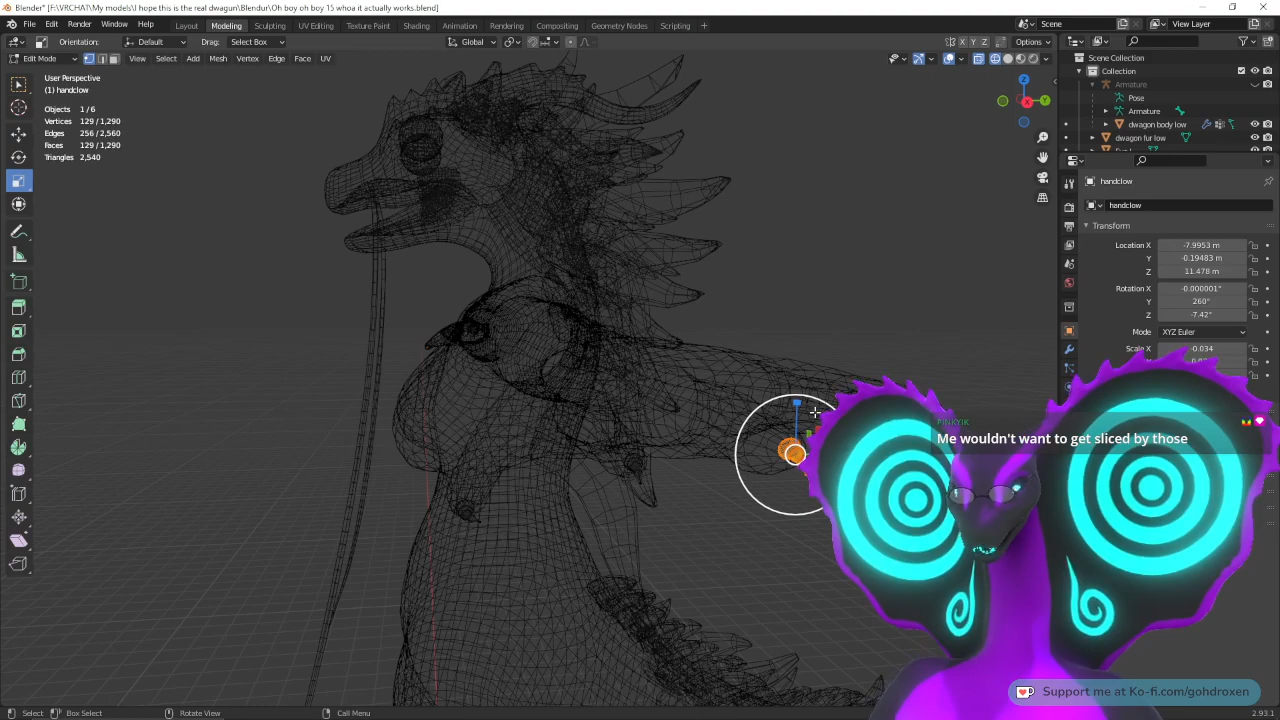 Blender* [F:\VRCHAT\My models\I hope this is the real dwagun\Blendur\Oh boy oh boy 15 whoa it actually works.blend]
File Edit Render Window Help Layout Modeling Sculpting UV Editing Texture Paint Shading Animation Rendering Compositing Geometry Nodes Scripting + Scene View Layer
Orientation: Default Drag: Select Box Global X Y Z Options
Edit Mode View Select Add Mesh Vertex Edge Face UV
Scene Collection
Collection
Armature
Pose
Armature
dwagon body low
dwagon fur low
User Perspective
(1) handclow
Objects 1 / 6
Vertices 129 / 1,290
Edges 256 / 2,560
Faces 129 / 1,290
Triangles 2,540
Z
X
Y
handclow
handclow
Transform
Location X -7.9953 m
Y -0.19483 m
Z 11.478 m
Rotation X -0.000001°
Y 260°
Z -7.42°
Mode XYZ Euler
Scale X -0.034
PINKYIK
Me wouldn't want to get sliced by those
Support me at Ko-fi.com/gohdroxen
Select Box Select Rotate View Call Menu 2.93.1